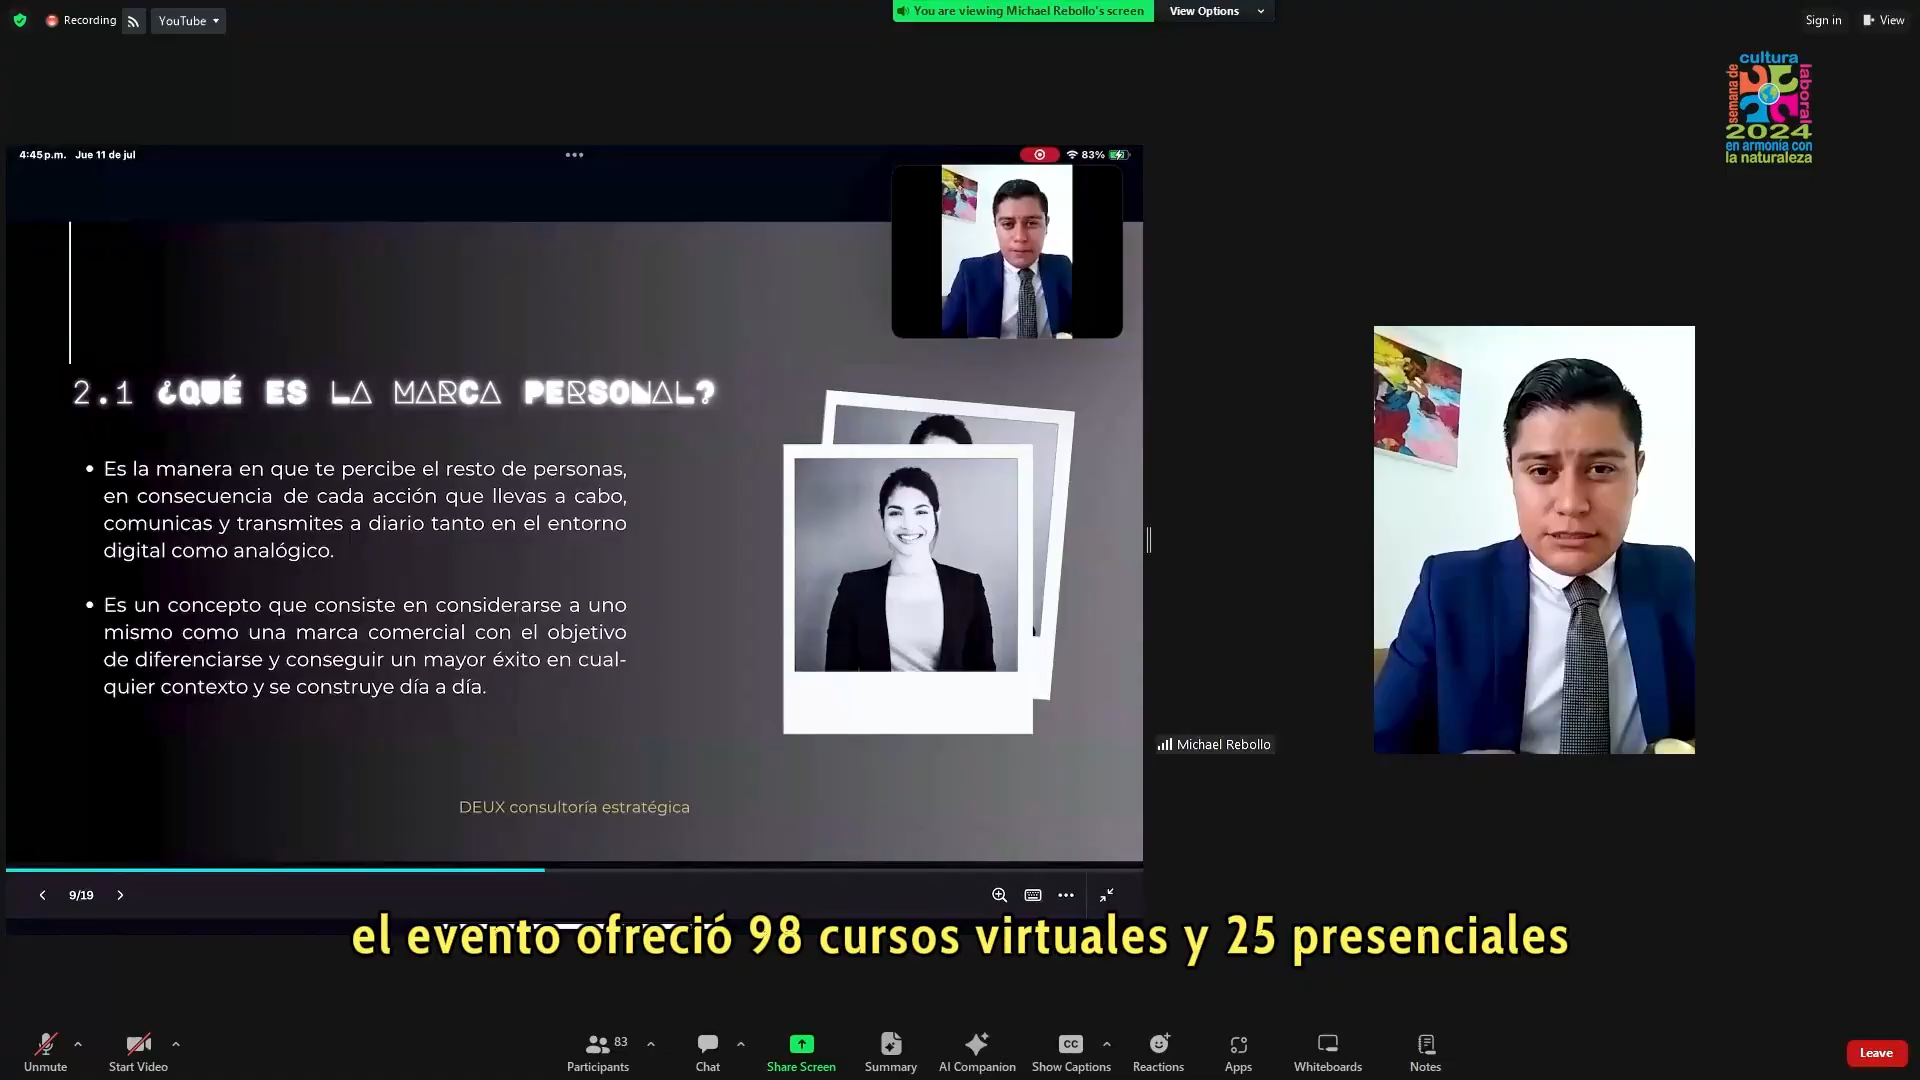 Recording
YouTube
You are viewing Michael Rebollo's screen
View Options
Sign in
View
semana de
cultura
laboral
2024
en armonía con
la naturaleza
4:45 p.m. Jue 11 de jul
83%
2.1 ¿QUÉ ES LA MARCA PERSONAL?
• Es la manera en que te percibe el resto de personas,
en consecuencia de cada acción que llevas a cabo,
comunicas y transmites a diario tanto en el entorno
digital como analógico.
• Es un concepto que consiste en considerarse a uno
mismo como una marca comercial con el objetivo
de diferenciarse y conseguir un mayor éxito en cual-
quier contexto y se construye día a día.
DEUX consultoría estratégica
Michael Rebollo
9/19
el evento ofreció 98 cursos virtuales y 25 presenciales
Unmute
Start Video
83
Participants
Chat
Share Screen
Summary
AI Companion
CC
Show Captions
Reactions
Apps
Whiteboards
Notes
Leave